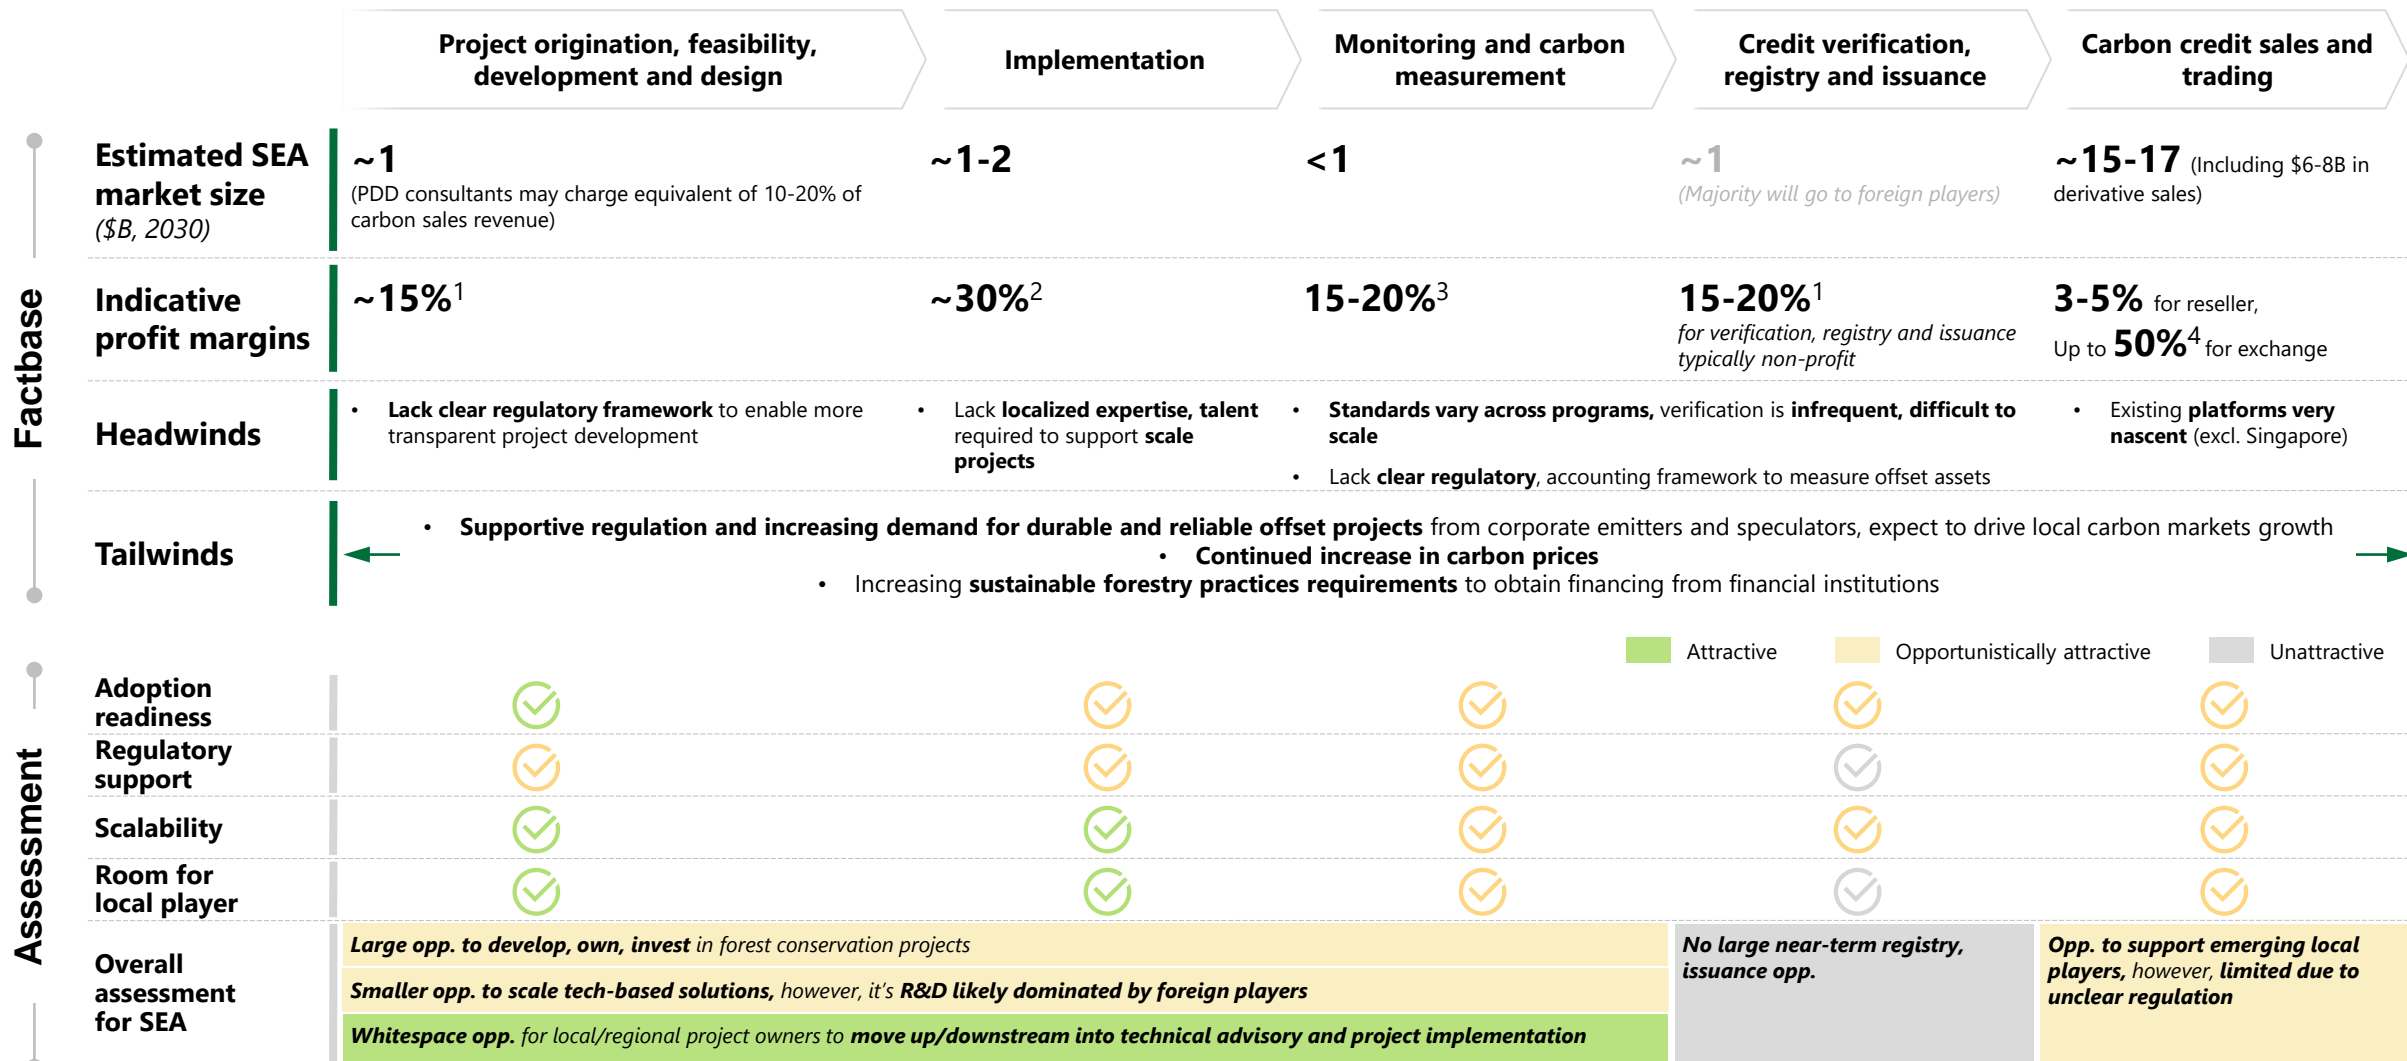 Project origination, feasibility,
development and design
Implementation
Monitoring and carbon
measurement
Credit verification,
registry and issuance
Carbon credit sales and
trading
Factbase
Estimated SEA
market size
($B, 2030)
~1
(PDD consultants may charge equivalent of 10-20% of
carbon sales revenue)
~1-2
<1
~1
(Majority will go to foreign players)
~15-17 (Including $6-8B in
derivative sales)
Indicative
profit margins
~15%1
~30%2
15-20%3
15-20%1
for verification, registry and issuance
typically non-profit
3-5% for reseller,
Up to 50%4 for exchange
Headwinds
• Lack clear regulatory framework to enable more
transparent project development
• Lack localized expertise, talent
required to support scale
projects
• Standards vary across programs, verification is infrequent, difficult to
scale
• Lack clear regulatory, accounting framework to measure offset assets
• Existing platforms very
nascent (excl. Singapore)
Tailwinds
• Supportive regulation and increasing demand for durable and reliable offset projects from corporate emitters and speculators, expect to drive local carbon markets growth
• Continued increase in carbon prices
• Increasing sustainable forestry practices requirements to obtain financing from financial institutions
Attractive
Opportunistically attractive
Unattractive
Assessment
Adoption
readiness
Regulatory
support
Scalability
Room for
local player
Overall
assessment
for SEA
Large opp. to develop, own, invest in forest conservation projects
Smaller opp. to scale tech-based solutions, however, it's R&D likely dominated by foreign players
Whitespace opp. for local/regional project owners to move up/downstream into technical advisory and project implementation
No large near-term registry,
issuance opp.
Opp. to support emerging local
players, however, limited due to
unclear regulation